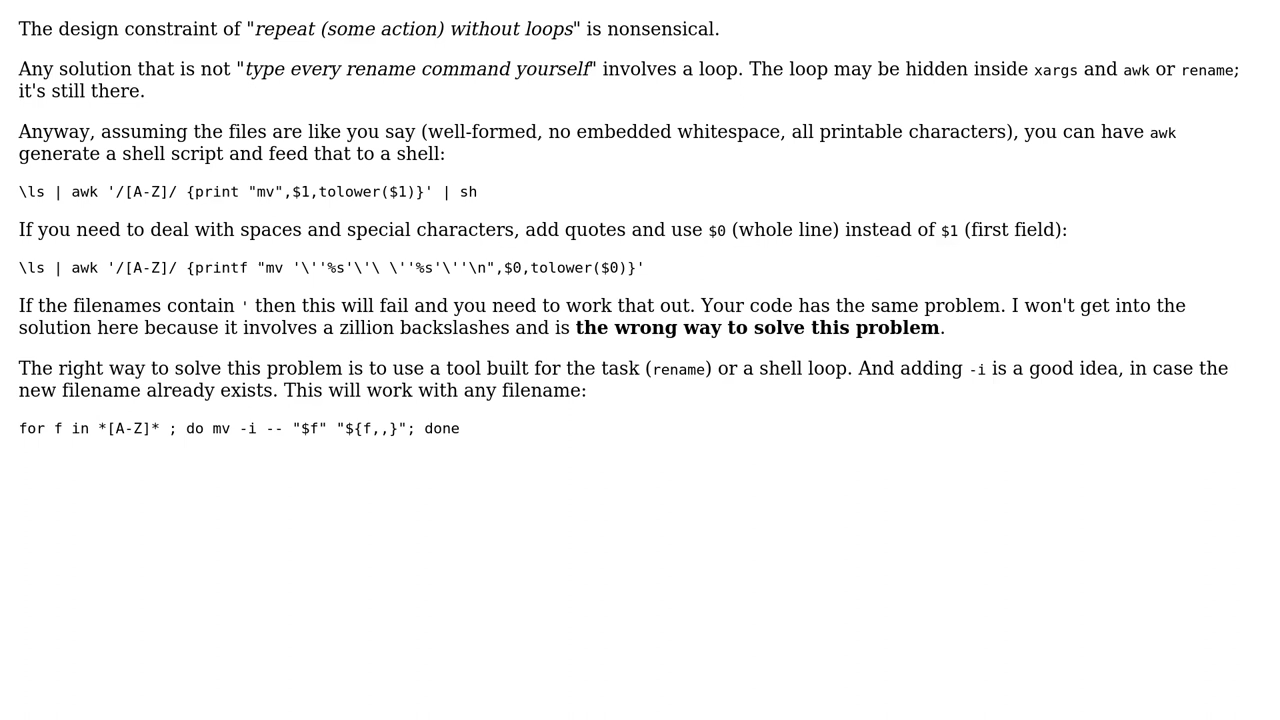 The design constraint of "repeat (some action) without loops" is nonsensical.
Any solution that is not "type every rename command yourself" involves a loop. The loop may be hidden inside xargs and awk or rename;
it's still there.
Anyway, assuming the files are like you say (well-formed, no embedded whitespace, all printable characters), you can have awk
generate a shell script and feed that to a shell:
\ls | awk '/[A-Z]/ {print "mv",$1,tolower($1)}' | sh
If you need to deal with spaces and special characters, add quotes and use $0 (whole line) instead of $1 (first field):
\ls | awk '/[A-Z]/ {printf "mv '\''%s'\'\ \''%s'\''\n",$0,tolower($0)}'
If the filenames contain ' then this will fail and you need to work that out. Your code has the same problem. I won't get into the
solution here because it involves a zillion backslashes and is the wrong way to solve this problem.
The right way to solve this problem is to use a tool built for the task (rename) or a shell loop. And adding -i is a good idea, in case the
new filename already exists. This will work with any filename:
for f in *[A-Z]* ; do mv -i -- "$f" "${f,,}"; done